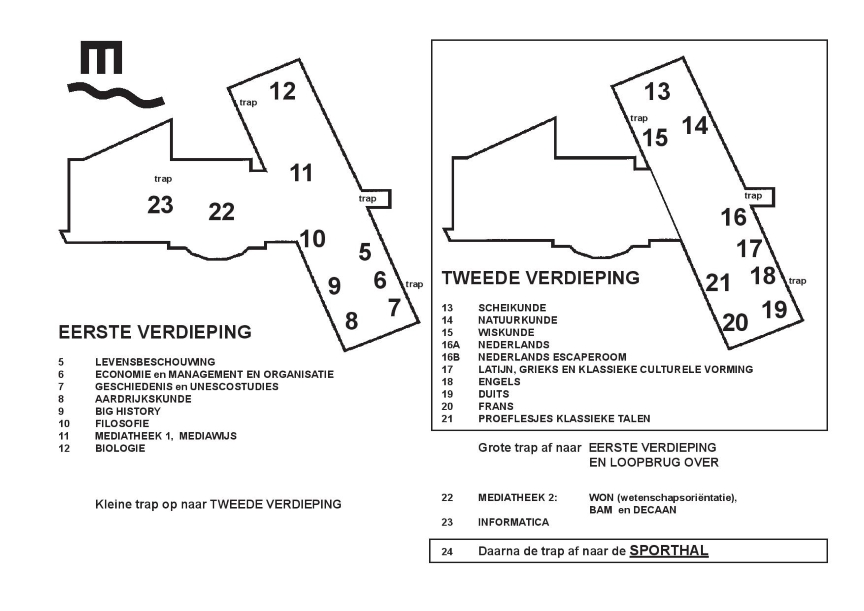 m
trap
12
11
trap
23
22
trap
10
5
9
6
trap
7
8
EERSTE VERDIEPING
5 LEVENSBESCHOUWING
6 ECONOMIE en MANAGEMENT EN ORGANISATIE
7 GESCHIEDENIS en UNESCOSTUDIES
8 AARDRIJKSKUNDE
9 BIG HISTORY
10 FILOSOFIE
11 MEDIATHEEK 1, MEDIAWIJS
12 BIOLOGIE
Kleine trap op naar TWEEDE VERDIEPING
13
trap
15
14
trap
16
17
21
18
trap
19
20
TWEEDE VERDIEPING
13 SCHEIKUNDE
14 NATUURKUNDE
15 WISKUNDE
16A NEDERLANDS
16B NEDERLANDS ESCAPEROOM
17 LATIJN, GRIEKS EN KLASSIEKE CULTURELE VORMING
18 ENGELS
19 DUITS
20 FRANS
21 PROEFLESJES KLASSIEKE TALEN
Grote trap af naar EERSTE VERDIEPING
EN LOOPBRUG OVER
22 MEDIATHEEK 2: WON (wetenschapsoriëntatie),
BAM en DECAAN
23 INFORMATICA
24 Daarna de trap af naar de SPORTHAL